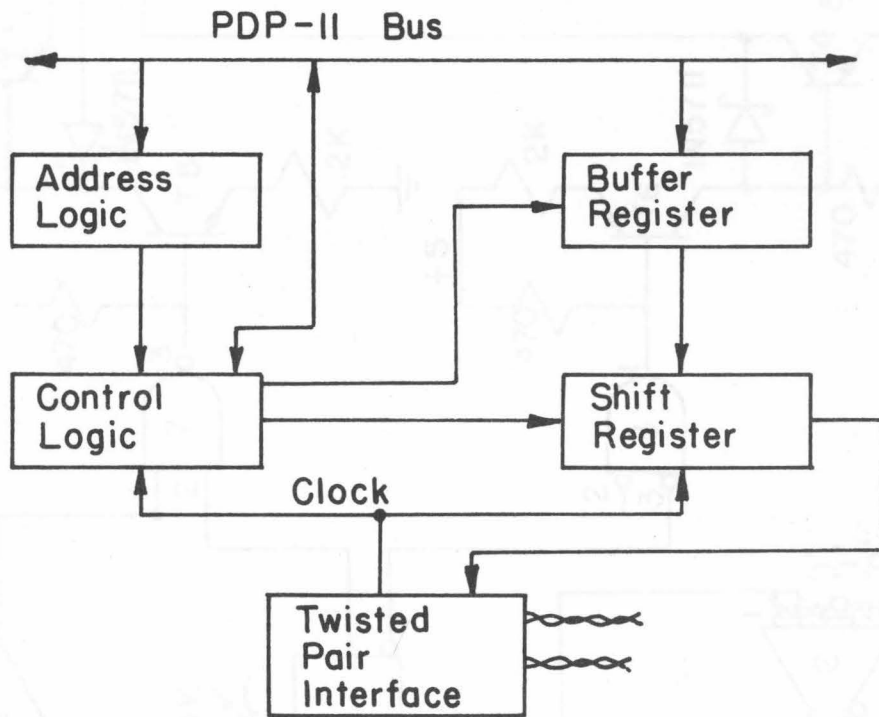 PDP-11 Bus
Address
Logic
Buffer
Register
Control
Logic
Shift
Register
Clock
Twisted
Pair
Interface